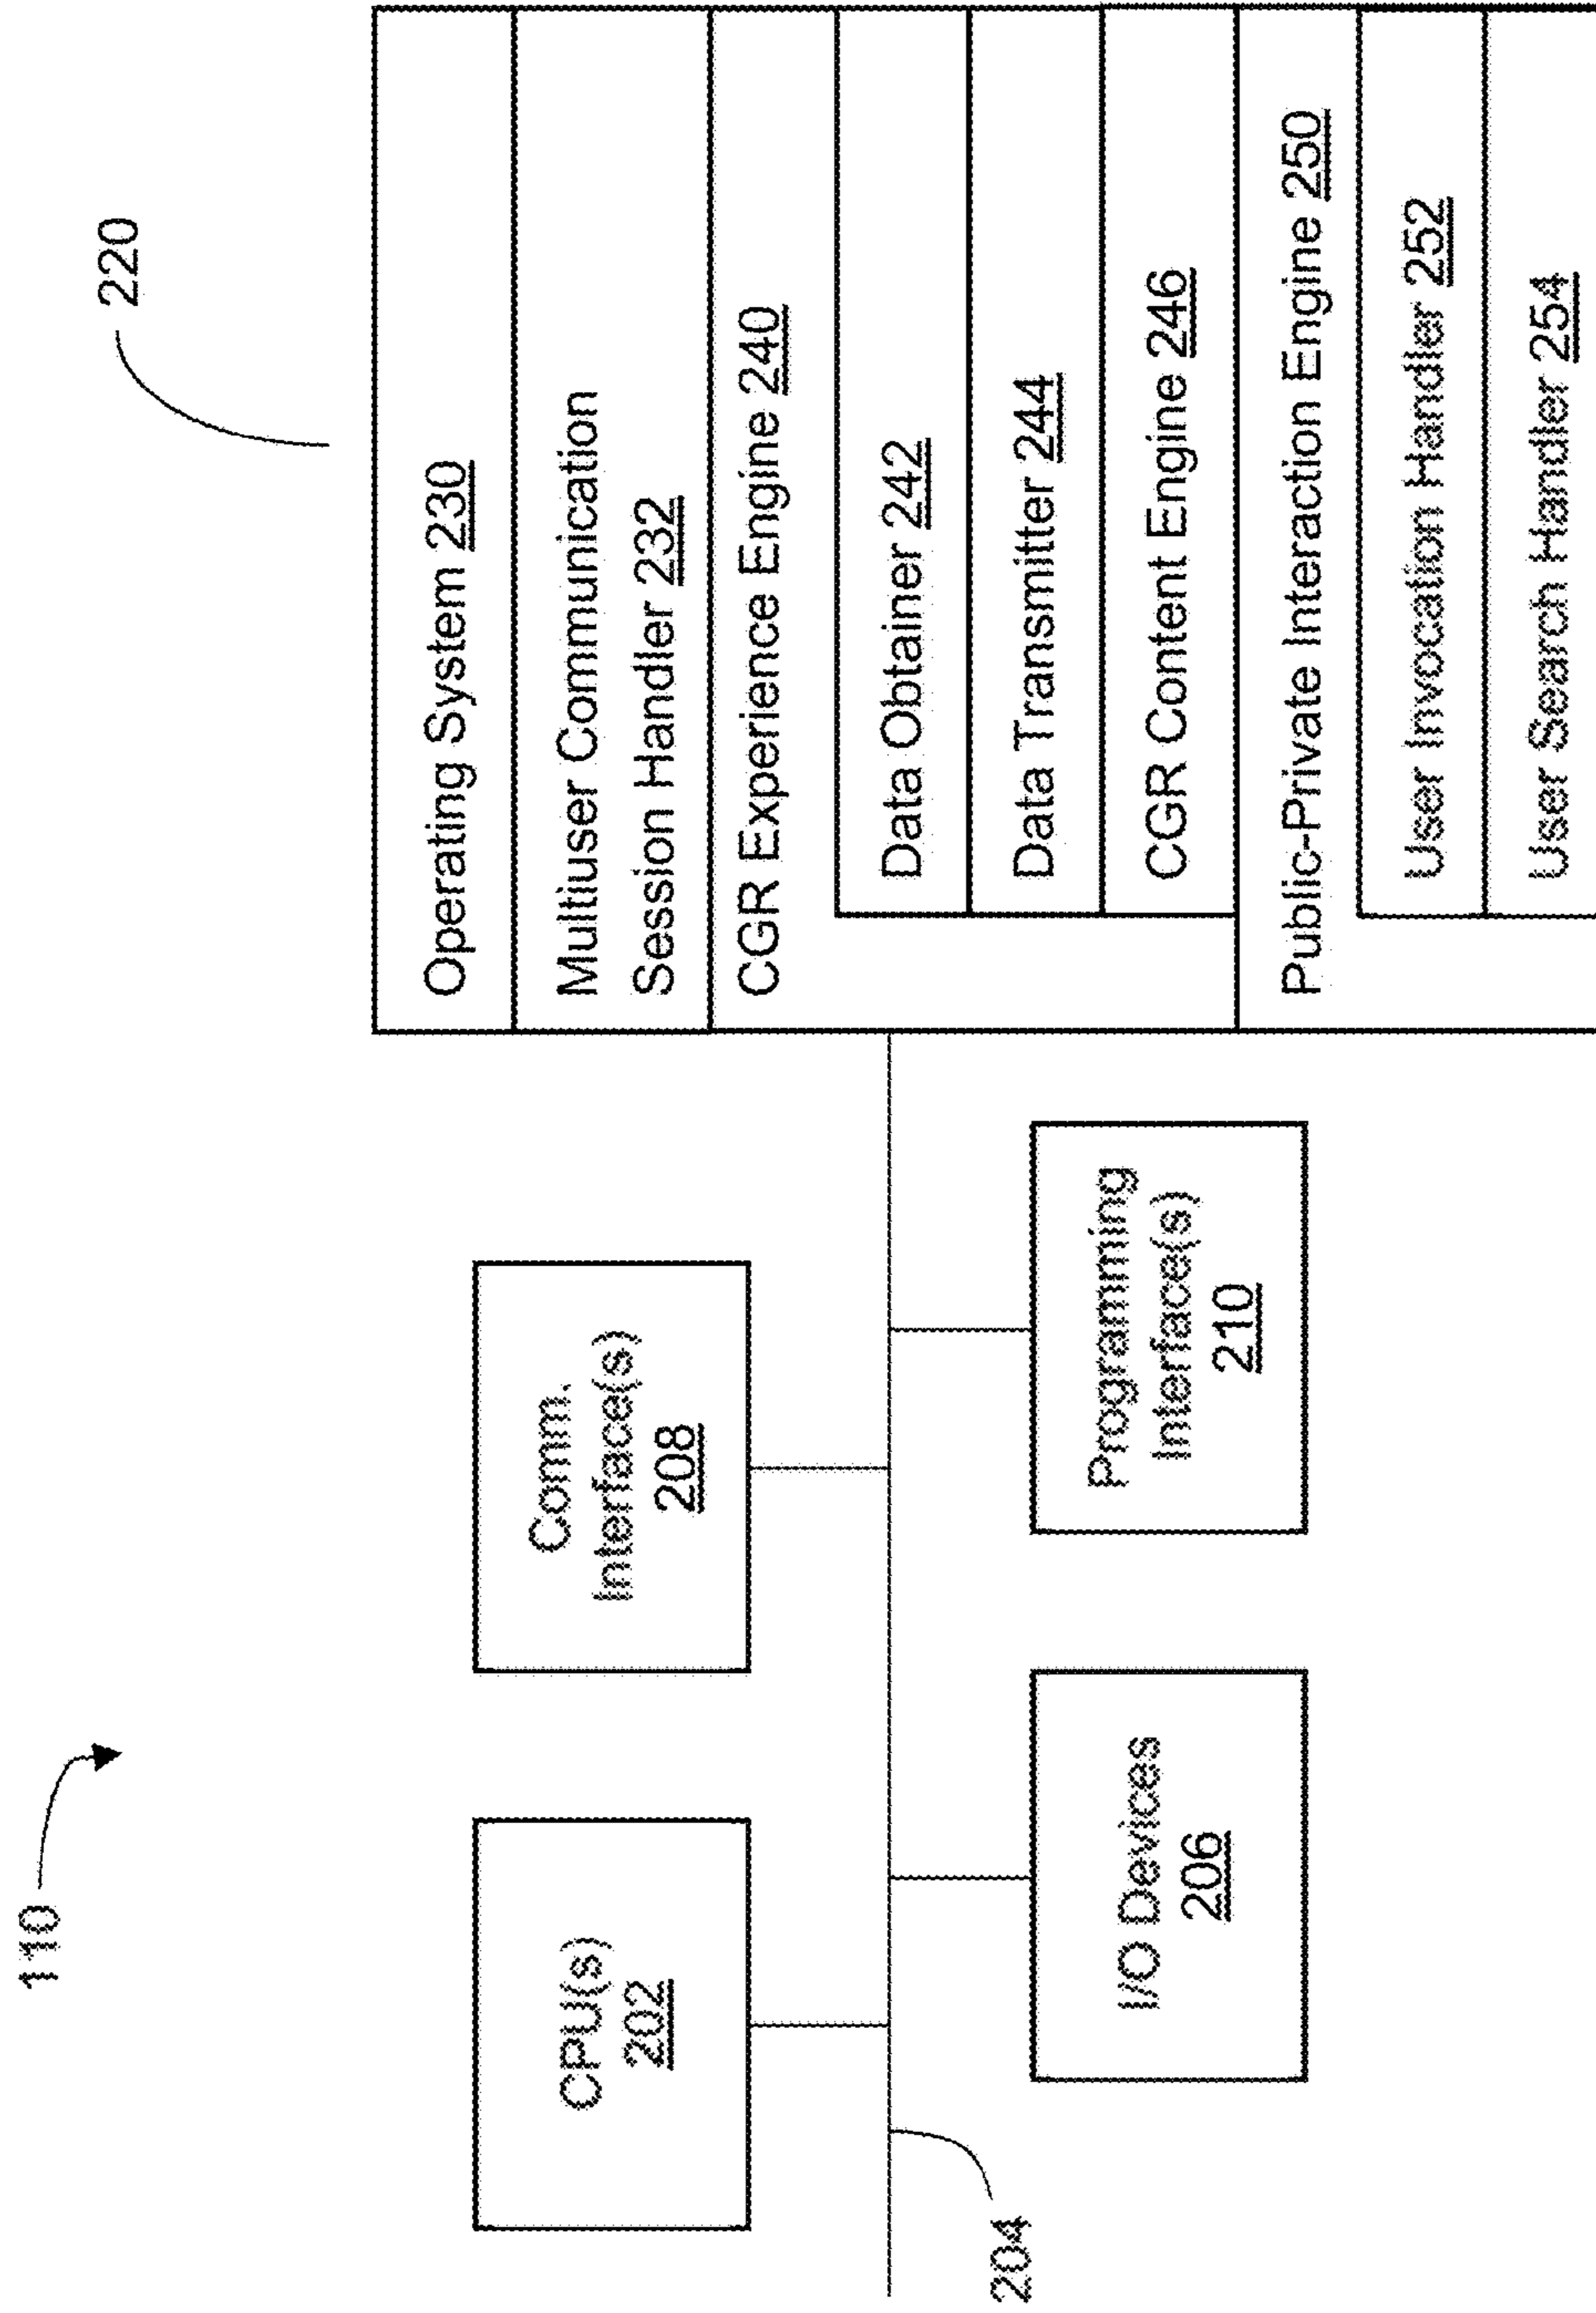 110
220
CPU(s)
202
Comm.
Interface(s)
208
204
I/O Devices
206
Programming
Interface(s)
210
Operating System 230
Multiuser Communication
Session Handler 232
CGR Experience Engine 240
Data Obtainer 242
Data Transmitter 244
CGR Content Engine 246
Public-Private Interaction Engine 250
User Invocation Handler 252
User Search Handler 254